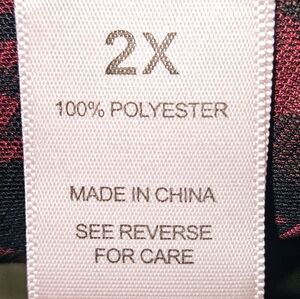 2X
100% POLYESTER
MADE IN CHINA
SEE REVERSE
FOR CARE